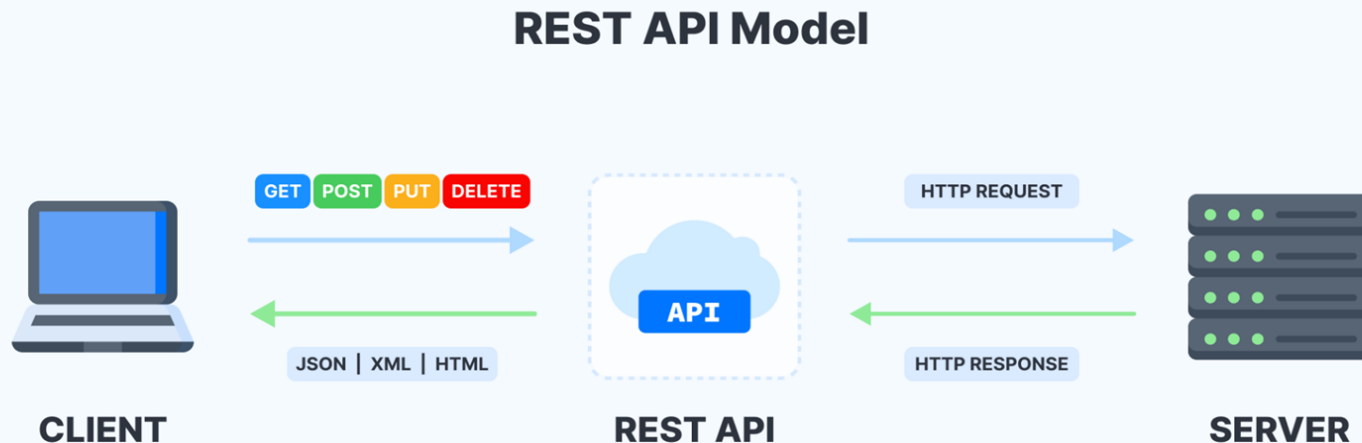 REST API Model
GET POST PUT DELETE
HTTP REQUEST
API
JSON | XML | HTML
HTTP RESPONSE
CLIENT
REST API
SERVER